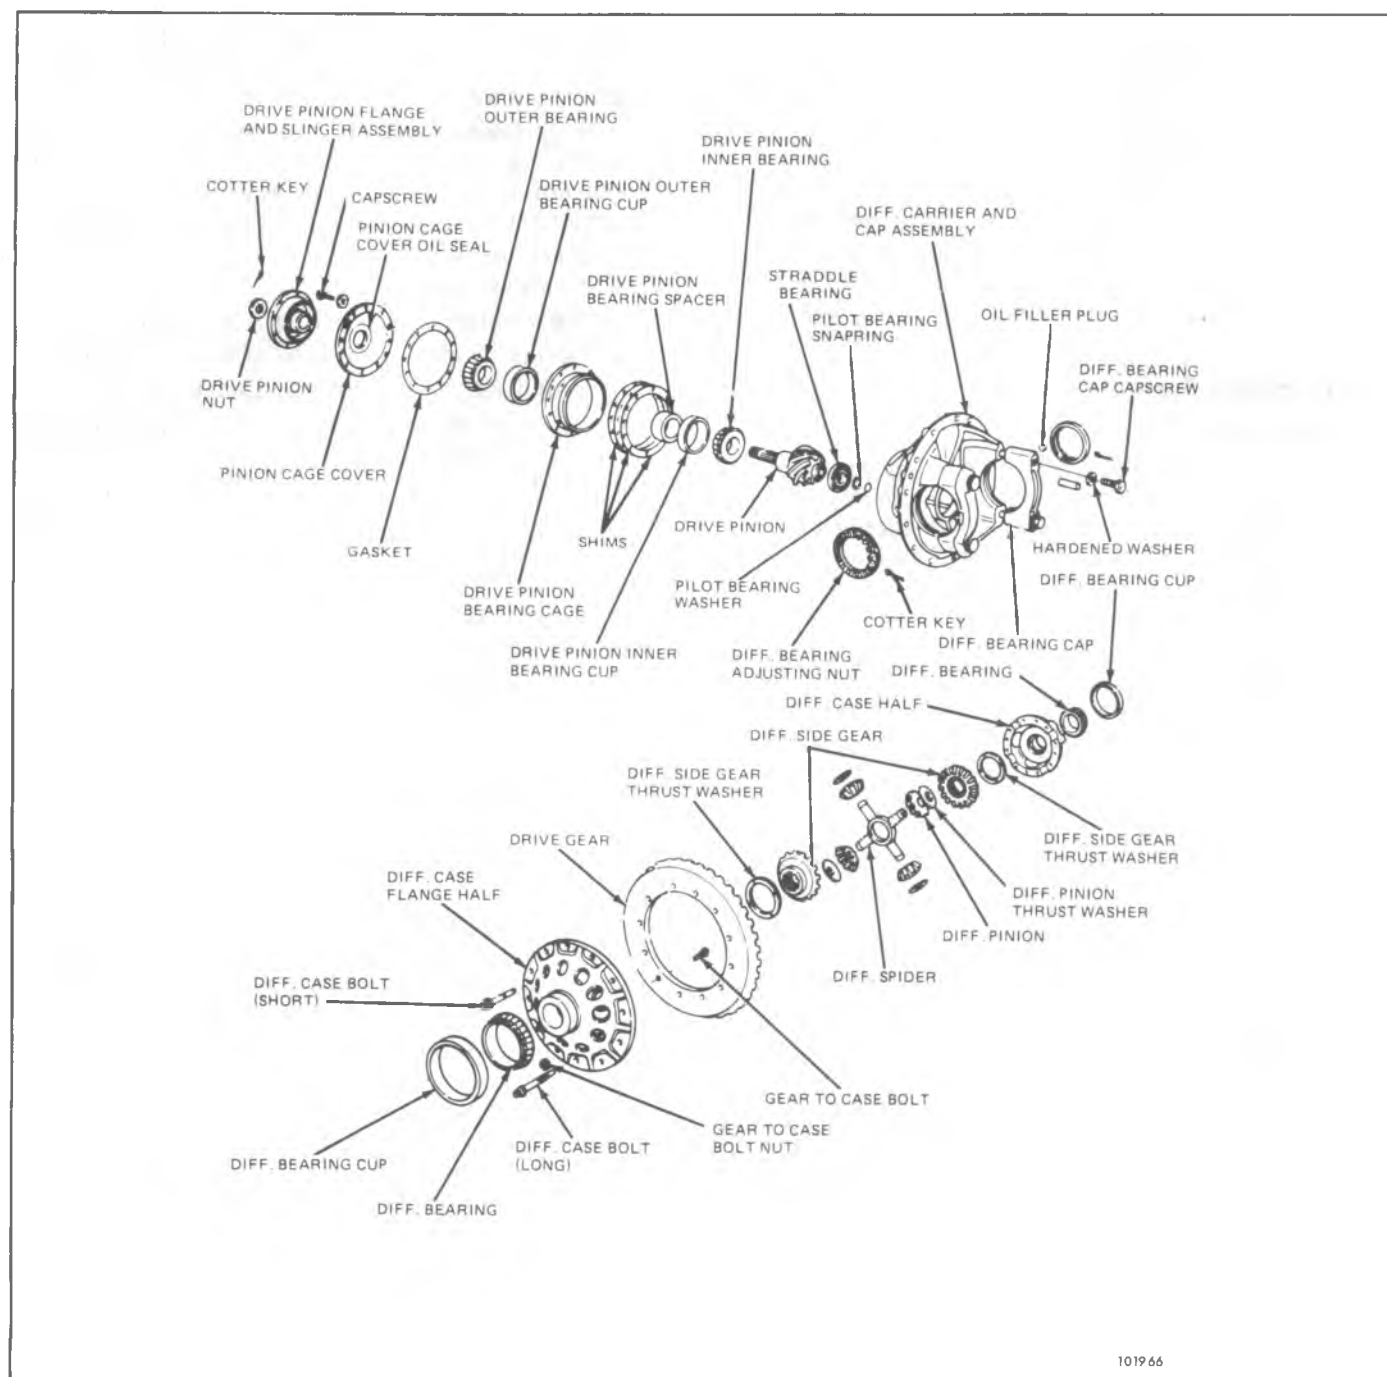 DRIVE PINION
OUTER BEARING
DRIVE PINION FLANGE
AND SLINGER ASSEMBLY
DRIVE PINION
INNER BEARING
COTTER KEY
CAPSCREW
DRIVE PINION OUTER
BEARING CUP
DIFF. CARRIER AND
CAP ASSEMBLY
PINION CAGE
COVER OIL SEAL
DRIVE PINION
BEARING SPACER
STRADDLE
BEARING
PILOT BEARING
SNAPRING
OIL FILLER PLUG
DIFF. BEARING
CAP CAPSCREW
DRIVE PINION
NUT
PINION CAGE COVER
GASKET
SHIMS
DRIVE PINION
HARDENED WASHER
DRIVE PINION
BEARING CAGE
PILOT BEARING
WASHER
COTTER KEY
DIFF. BEARING CUP
DRIVE PINION INNER
BEARING CUP
DIFF. BEARING
ADJUSTING NUT
DIFF. BEARING CAP
DIFF. BEARING
DIFF. CASE HALF
DIFF. SIDE GEAR
DIFF. SIDE GEAR
THRUST WASHER
DRIVE GEAR
DIFF. SIDE GEAR
THRUST WASHER
DIFF. CASE
FLANGE HALF
DIFF. PINION
THRUST WASHER
DIFF. PINION
DIFF. SPIDER
DIFF. CASE BOLT
(SHORT)
GEAR TO CASE BOLT
GEAR TO CASE
BOLT NUT
DIFF. CASE BOLT
(LONG)
DIFF. BEARING CUP
DIFF. BEARING
101966